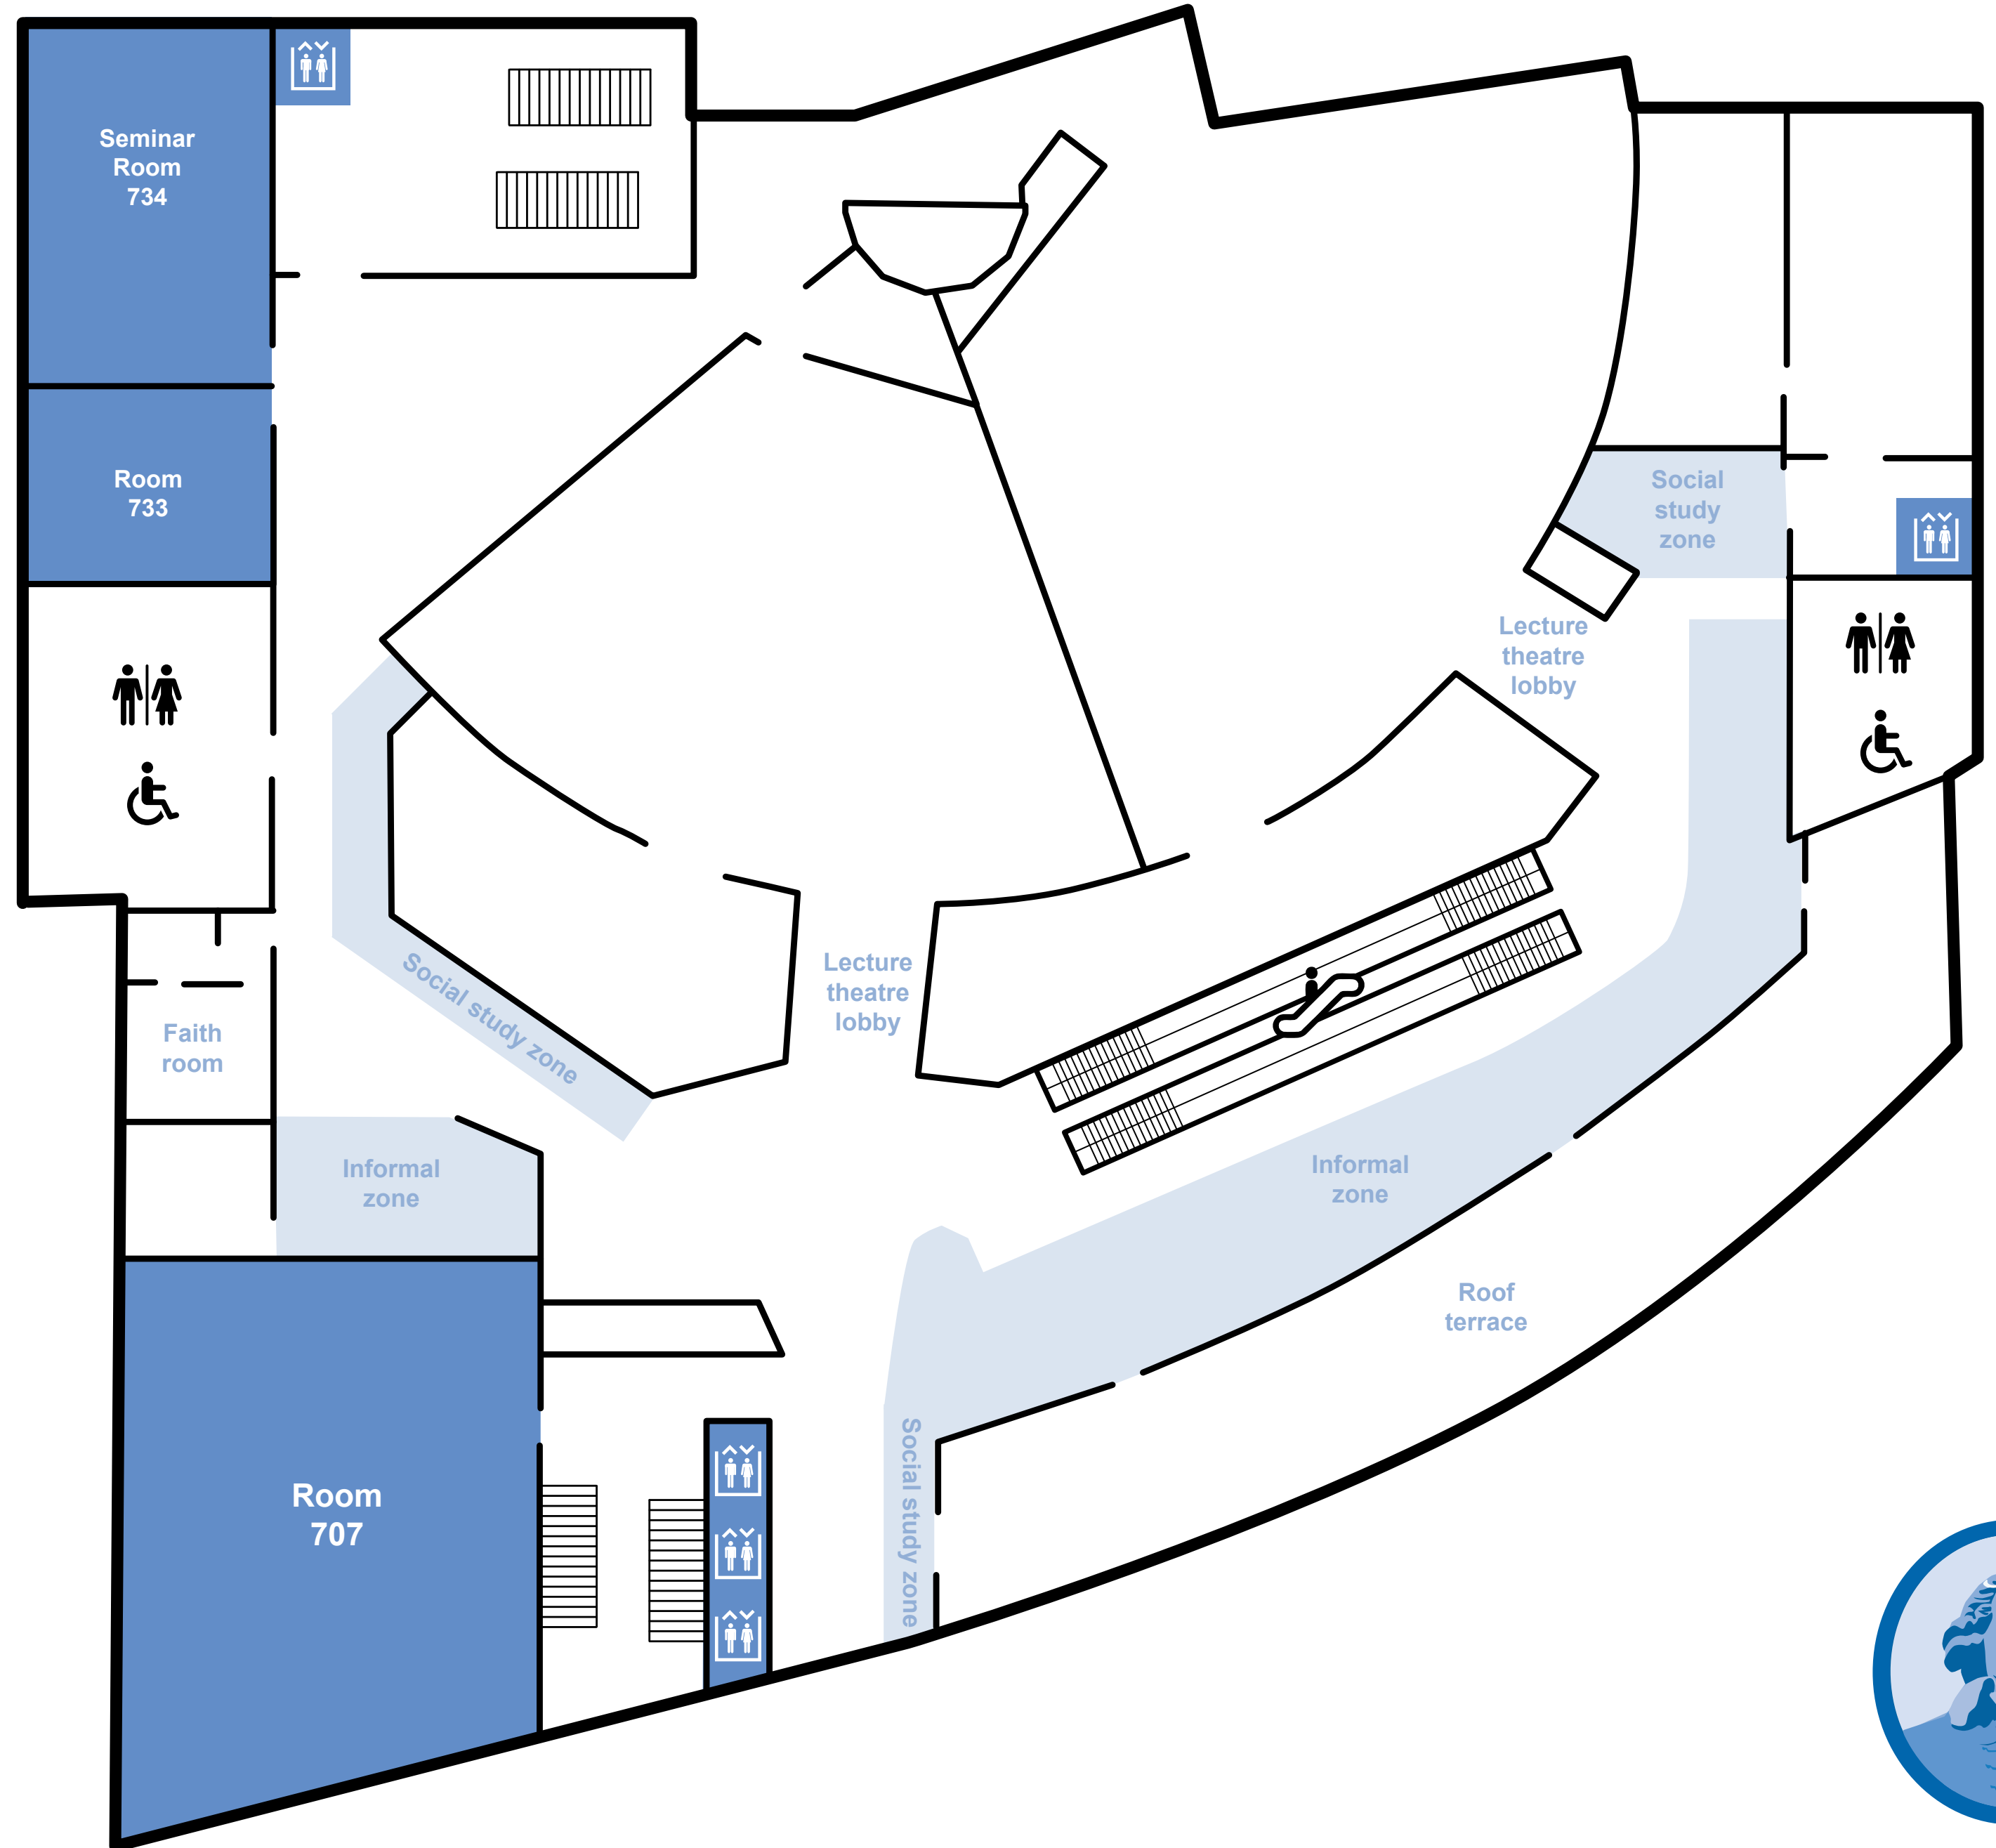 Seminar
Room
734
Room
733
Social
study
zone
Lecture
theatre
lobby
Social study zone
Lecture
theatre
lobby
Faith
room
Informal
zone
Informal
zone
Roof
terrace
Social study zone
Room
707